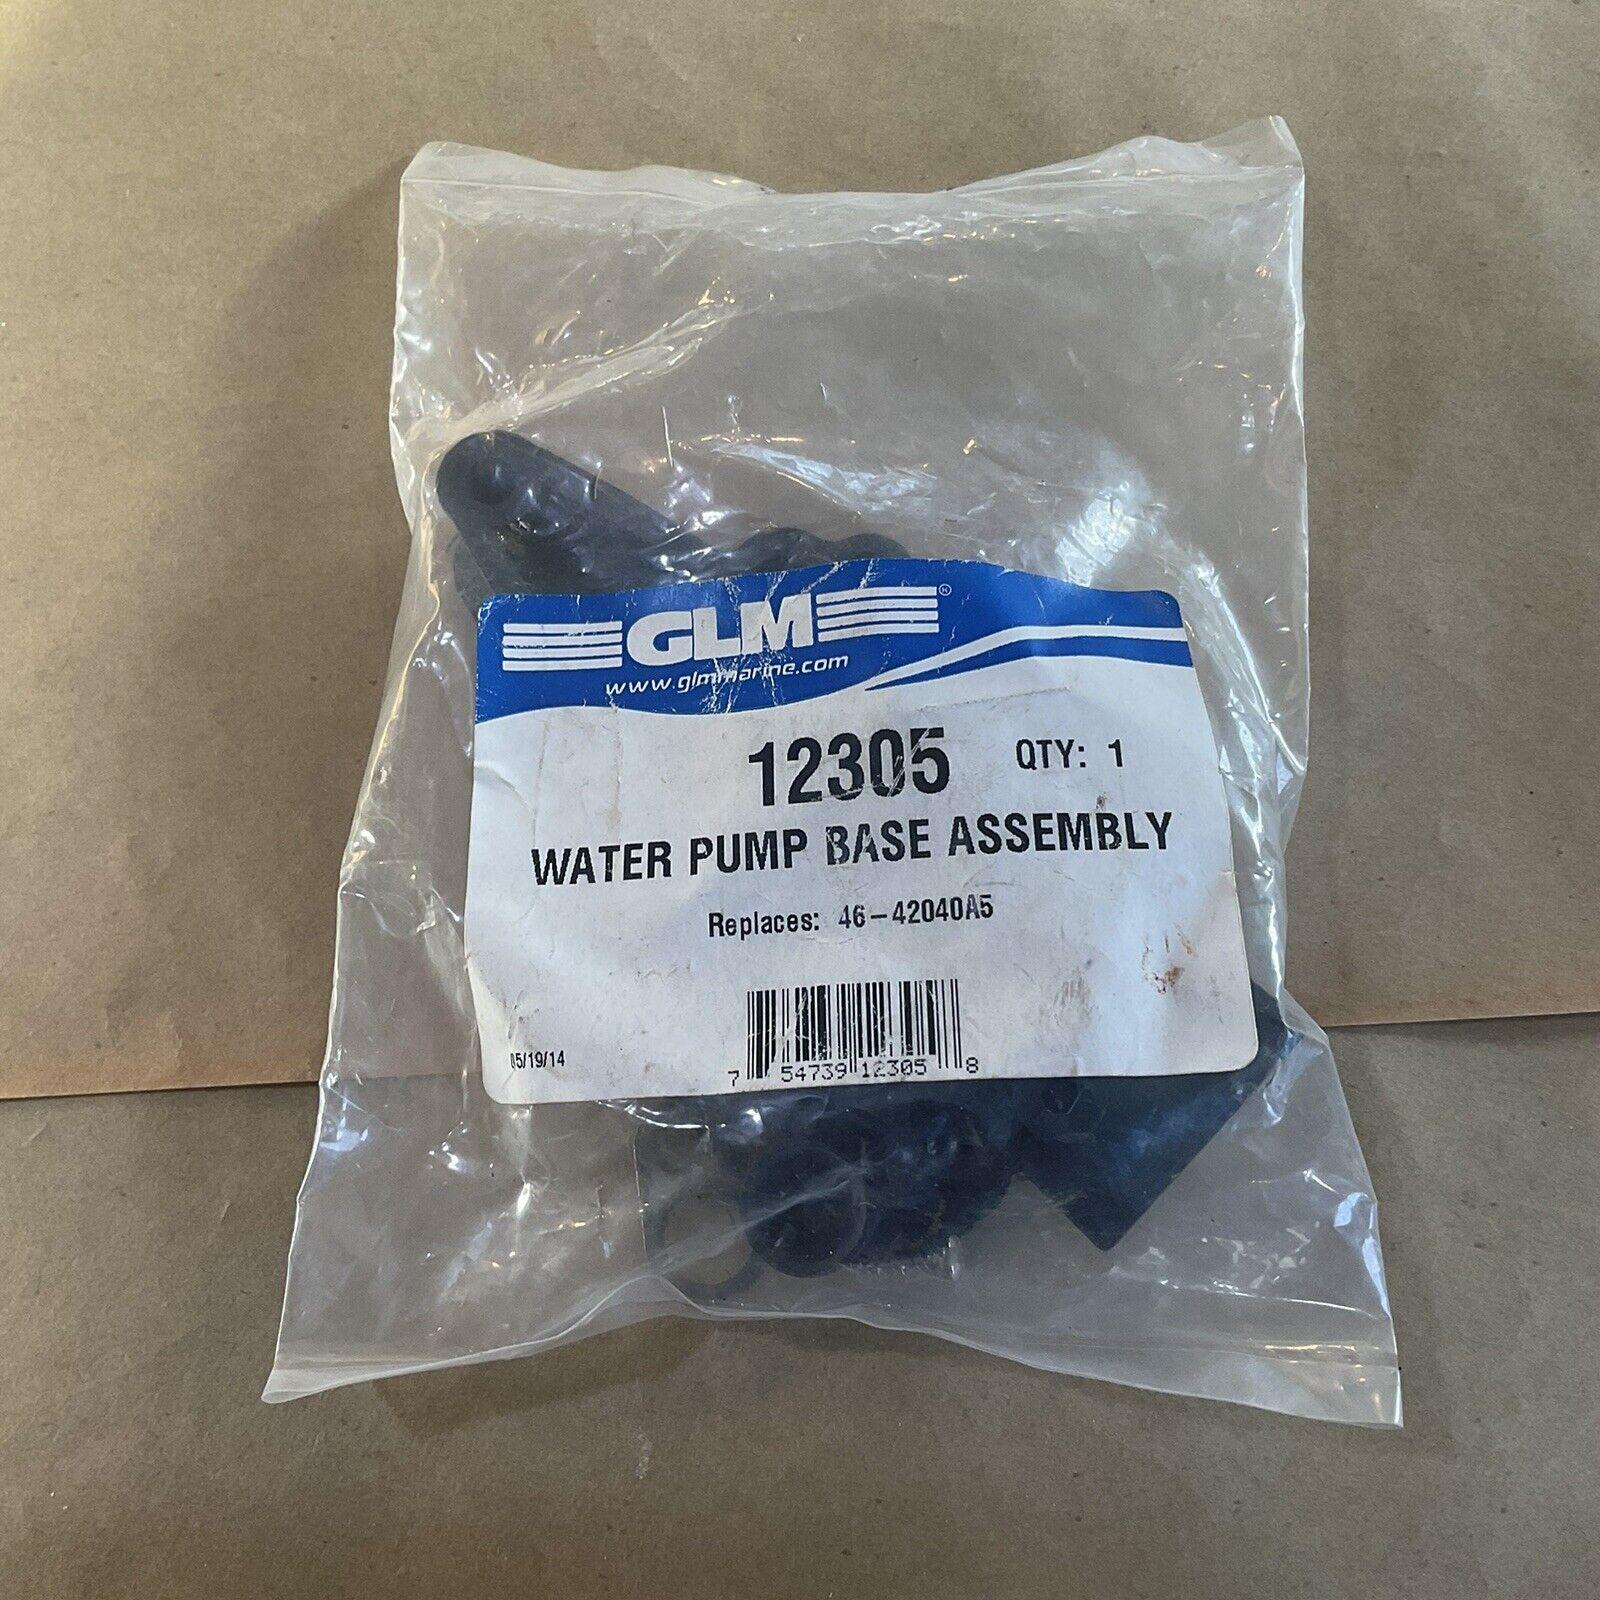 GLM®
www.glmmarine.com
12305 QTY: 1
WATER PUMP BASE ASSEMBLY
Replaces: 46-42040A5
05/19/14
7 54739 12305 8